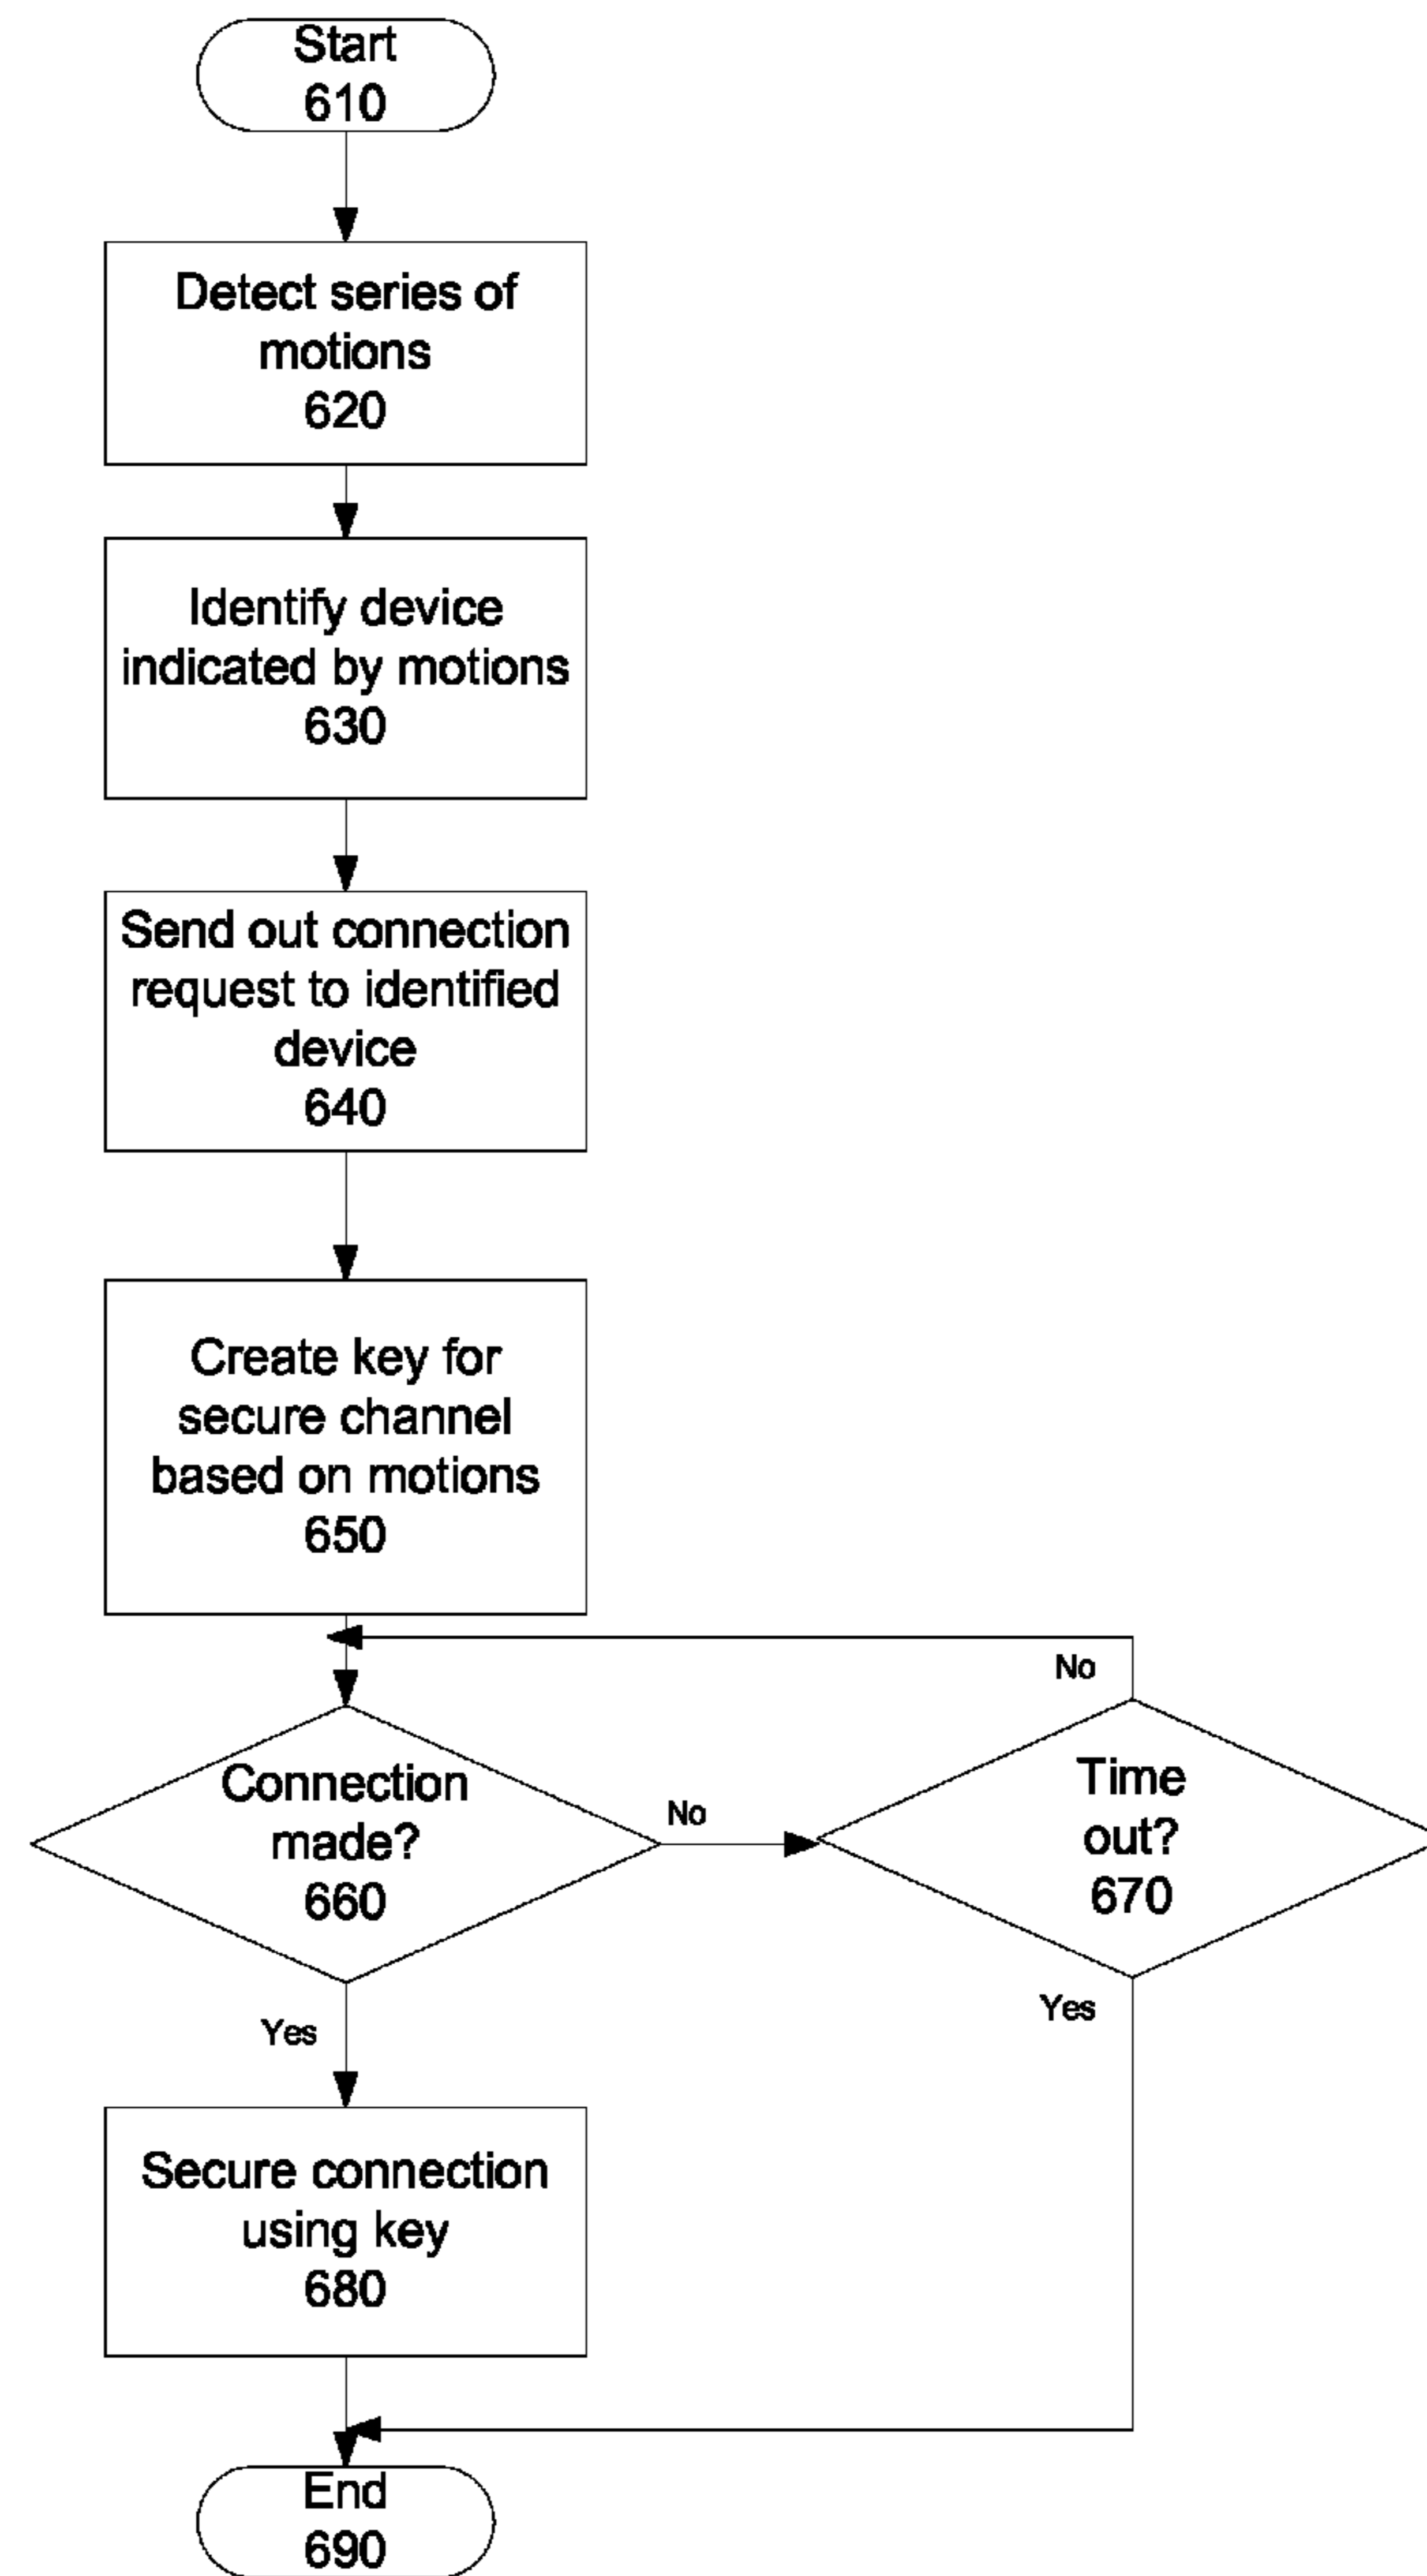 Start
610
Detect series of
motions
620
Identify device
indicated by motions
630
Send out connection
request to identified
device
640
Create key for
secure channel
based on motions
650
No
Connection
made?
660
No
Time
out?
670
Yes
Yes
Secure connection
using key
680
End
690